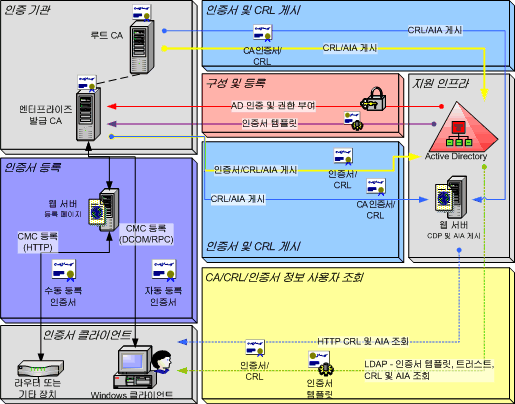 인증 기관
루트 CA
엔터프라이즈
발급 CA
인증서 및 CRL 게시
CRL/AIA 게시
CA인증서/
CRL
CRL/AIA 게시
구성 및 등록
AD 인증 및 권한 부여
인증서 템플릿
지원 인프라
Active Directory
웹 서버
CDP 및 AIA 게시
인증서/CRL/AIA 게시
인증서/
CRL
CRL/AIA 게시
CA인증서/
CRL
인증서 및 CRL 게시
인증서 등록
웹 서버
등록 페이지
CMC 등록
(HTTP)
CMC 등록
(DCOM/RPC)
수동 등록
인증서
자동 등록
인증서
CA/CRL/인증서 정보 사용자 조회
HTTP CRL 및 AIA 조회
인증서/
CRL
인증서
템플릿
LDAP - 인증서 템플릿, 트러스트,
CRL 및 AIA 조회
인증서 클라이언트
라우터 또는
기타 장치
Windows 클라이언트